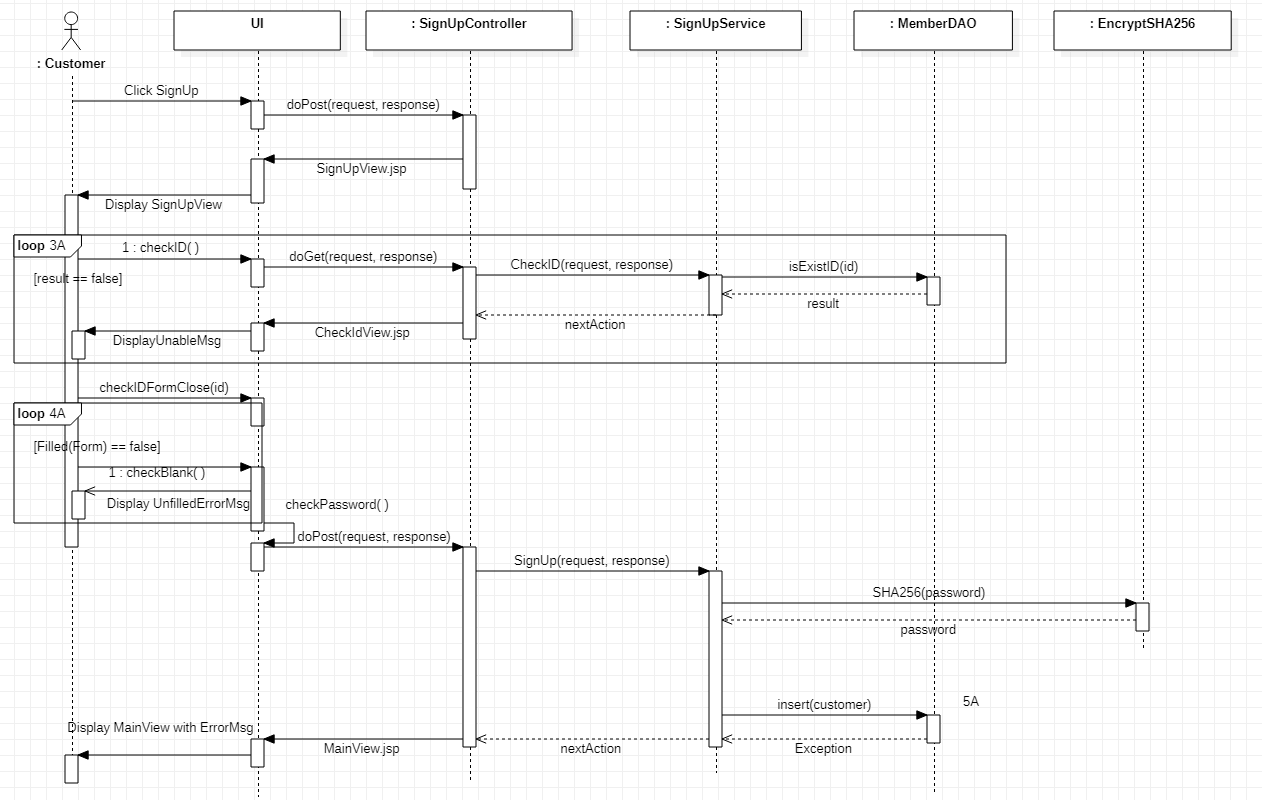 UI
: SignUpController
: SignUpService
: MemberDAO
: EncryptSHA256
: Customer
Click SignUp
doPost(request, response)
SignUpView.jsp
Display SignUpView
loop 3A
1 : checkID( )
doGet(request, response)
CheckID(request, response)
isExistID(id)
[result == false]
result
nextAction
CheckIdView.jsp
DisplayUnableMsg
checkIDFormClose(id)
loop 4A
[Filled(Form) == false]
1 : checkBlank( )
Display UnfilledErrorMsg
checkPassword( )
doPost(request, response)
SignUp(request, response)
SHA256(password)
password
5A
insert(customer)
Display MainView with ErrorMsg
MainView.jsp
nextAction
Exception